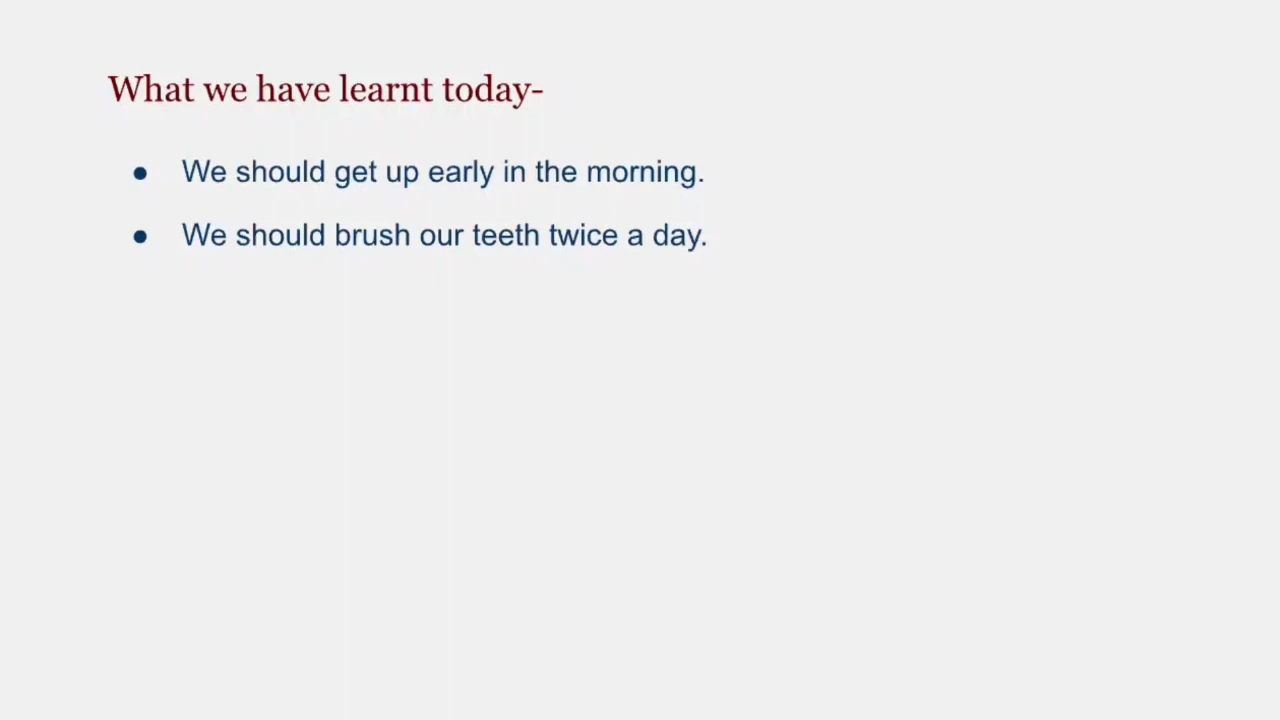 What we have learnt today-
● We should get up early in the morning.
● We should brush our teeth twice a day.